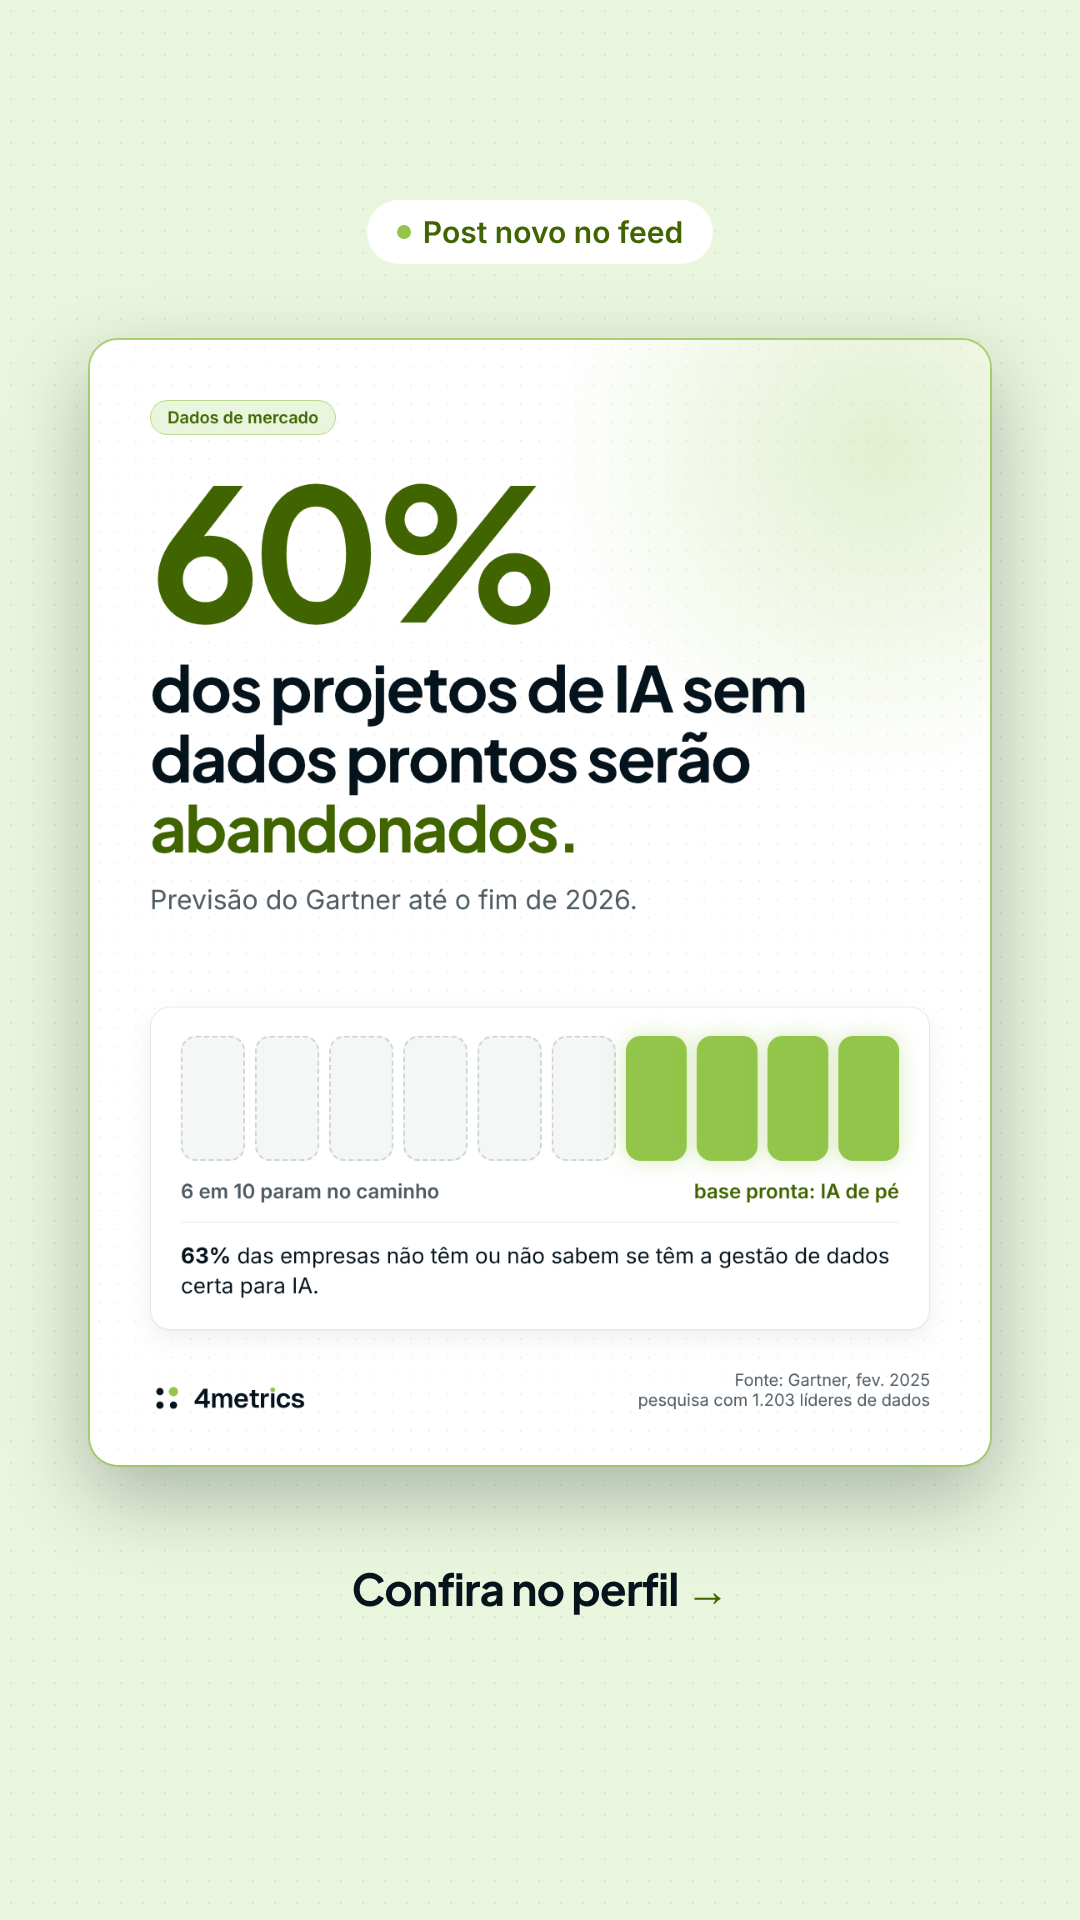 Post novo no feed
Dados de mercado
60%
dos projetos de IA sem
dados prontos serão
abandonados.
Previsão do Gartner até o fim de 2026.
6 em 10 param no caminho
base pronta: IA de pé
63% das empresas não têm ou não sabem se têm a gestão de dados
certa para IA.
4metrics
Fonte: Gartner, fev. 2025
pesquisa com 1.203 líderes de dados
Confira no perfil →